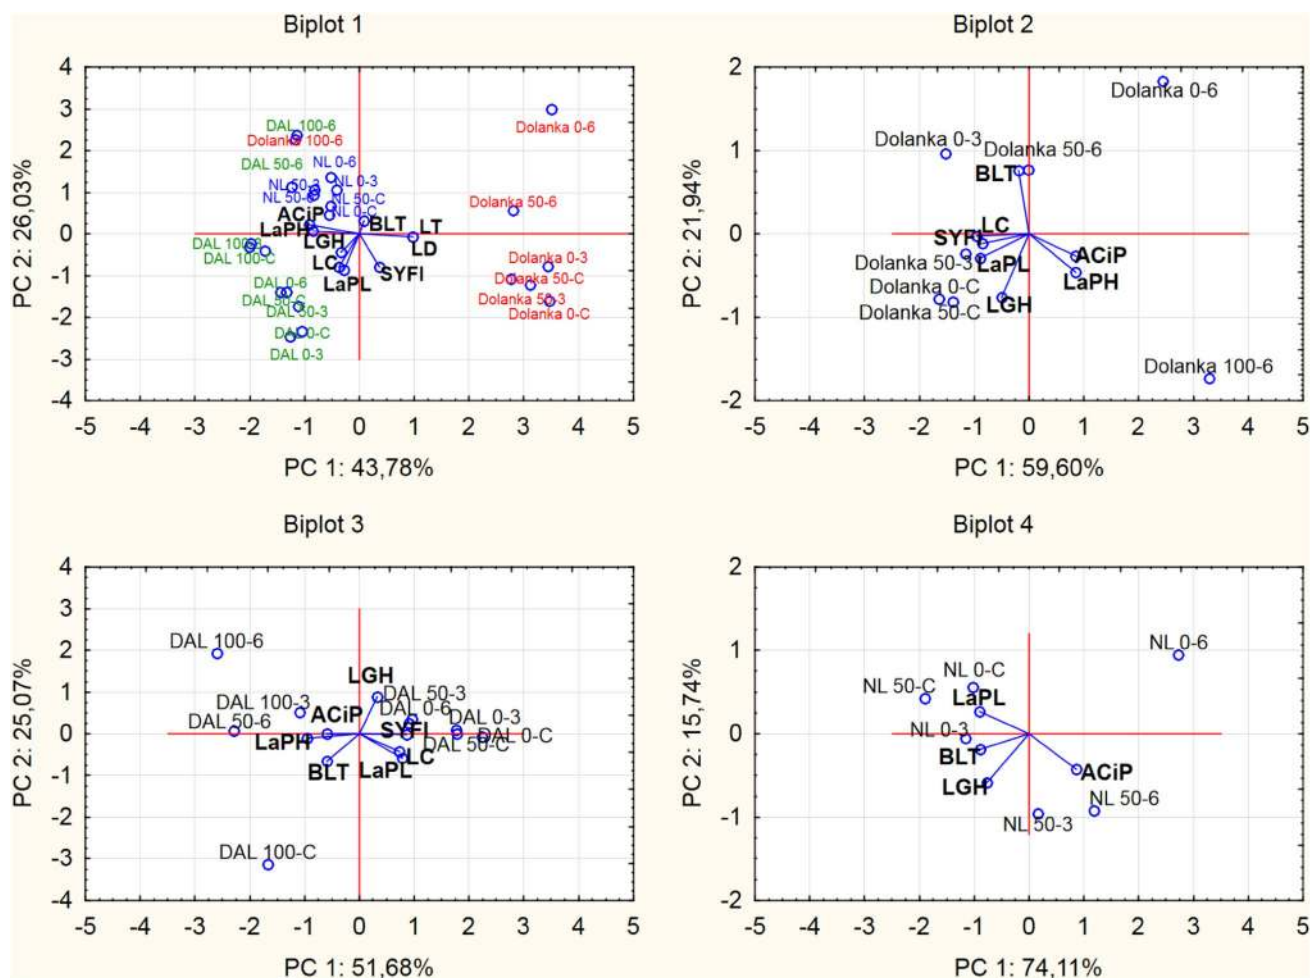 Biplot 1
4
3
2
1
0
-1
-2
-3
-4
PC 2: 26,03%
DAL 100-6
Dolanka 100-6
DAL 50-6
NL 0-6
NL 50-3
NL 0-3
NL 50-6
NL 50-C
NL 0-C
ACiP
LaPH
BLT
LT
LGH
LD
LC
SYFI
LaPL
DAL 100-3
DAL 100-C
DAL 0-6
DAL 50-C
DAL 50-3
DAL 0-C
DAL 0-3
Dolanka 0-6
Dolanka 50-6
Dolanka 0-3
Dolanka 50-C
Dolanka 50-3
Dolanka 0-C
-5 -4 -3 -2 -1 0 1 2 3 4 5
PC 1: 43,78%
Biplot 2
2
1
0
-1
-2
PC 2: 21,94%
Dolanka 0-6
Dolanka 0-3
Dolanka 50-6
BLT
LC
SYFI
ACiP
Dolanka 50-3
LaPL
LaPH
Dolanka 0-C
LGH
Dolanka 50-C
Dolanka 100-6
-5 -4 -3 -2 -1 0 1 2 3 4 5
PC 1: 59,60%
Biplot 3
4
3
2
1
0
-1
-2
-3
-4
PC 2: 25,07%
DAL 100-6
LGH
DAL 100-3
DAL 50-3
ACiP
DAL 0-6
DAL 50-6
DAL 0-3
SYFI
LaPH
DAL 50-C
DAL 0-C
LC
BLT
LaPL
DAL 100-C
-5 -4 -3 -2 -1 0 1 2 3 4 5
PC 1: 51,68%
Biplot 4
2
1
0
-1
-2
PC 2: 15,74%
NL 0-6
NL 0-C
NL 50-C
LaPL
NL 0-3
BLT
ACiP
LGH
NL 50-6
NL 50-3
-5 -4 -3 -2 -1 0 1 2 3 4 5
PC 1: 74,11%